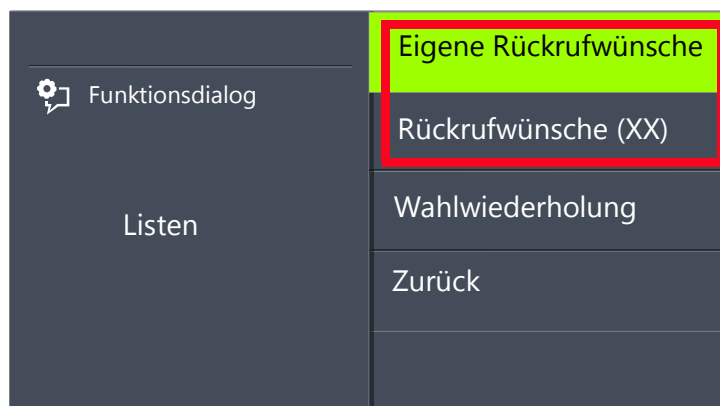 Funktionsdialog
Listen
Eigene Rückrufwünsche
Rückrufwünsche (XX)
Wahlwiederholung
Zurück